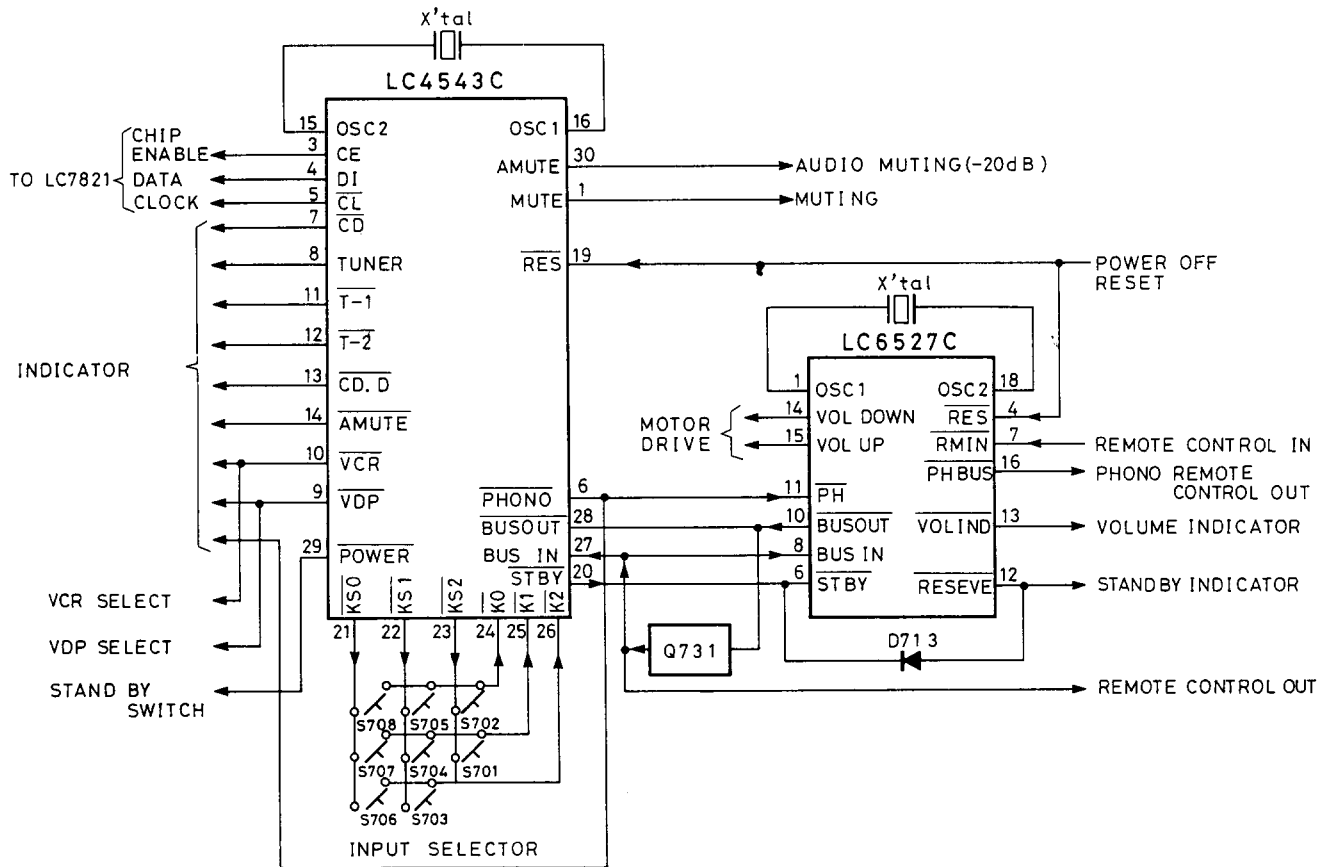 X'tal
LC4543C
15 OSC2
OSC1 16
CHIP
ENABLE
3 CE
TO LC7821
DATA
4 DI
CLOCK
5 CL
7 CD
8 TUNER
11 T-1
12 T-2
INDICATOR
13 CD.D
14 AMUTE
10 VCR
9 VDP
29 POWER
VCR SELECT
VDP SELECT
STAND BY
SWITCH
AMUTE 30
AUDIO MUTING(-20dB)
MUTE 1
MUTING
RES 19
POWER OFF
RESET
PHONO 6
BUSOUT 28
BUS IN 27
STBY 20
KS0 KS1 KS2 K0 K1 K2
21 22 23 24 25 26
S708 S705 S702
S707 S704 S701
S706 S703
INPUT SELECTOR
X'tal
LC6527C
1 OSC1
OSC2 18
MOTOR
DRIVE
14 VOL DOWN
15 VOL UP
RES 4
RMIN 7
REMOTE CONTROL IN
PHBUS 16
PHONO REMOTE
CONTROL OUT
11 PH
10 BUSOUT
VOLIND 13
VOLUME INDICATOR
8 BUS IN
6 STBY
RESEVE 12
STANDBY INDICATOR
Q731
D713
REMOTE CONTROL OUT